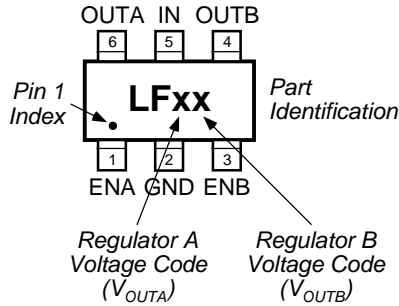 OUTA IN OUTB
6 5 4
Pin 1
Index
LFxx
Part
Identification
1 2 3
ENA GND ENB
Regulator A
Voltage Code
(VOUTA)
Regulator B
Voltage Code
(VOUTB)